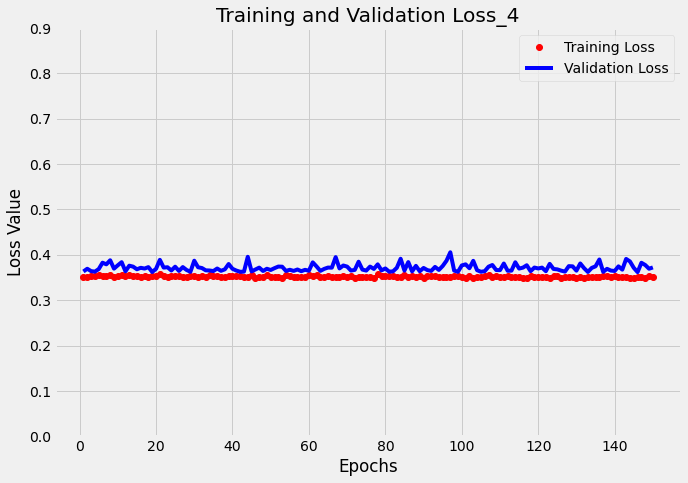 Training and Validation Loss_4
Training Loss
Validation Loss
Loss Value
0.9
0.8
0.7
0.6
0.5
0.4
0.3
0.2
0.1
0.0
0 20 40 60 80 100 120 140
Epochs